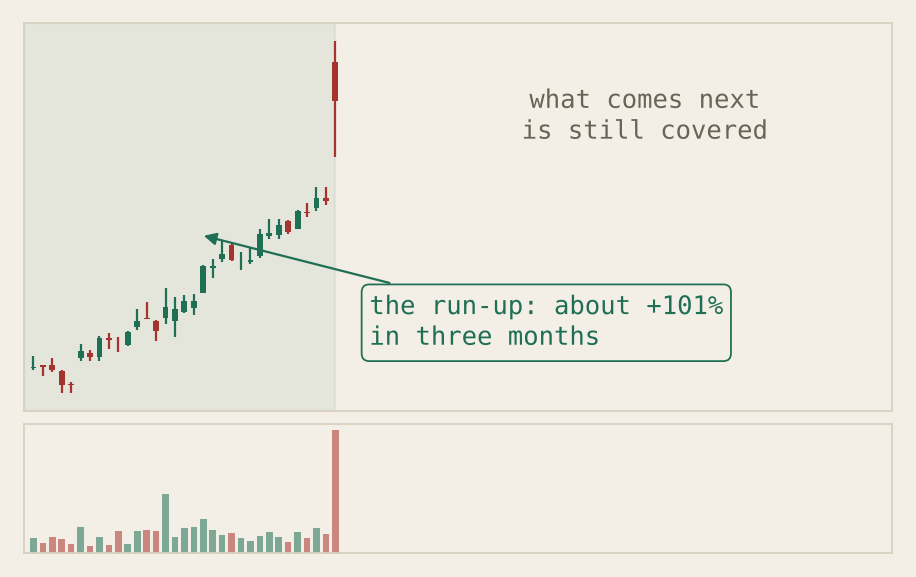 what comes next
is still covered
the run-up: about +101%
in three months